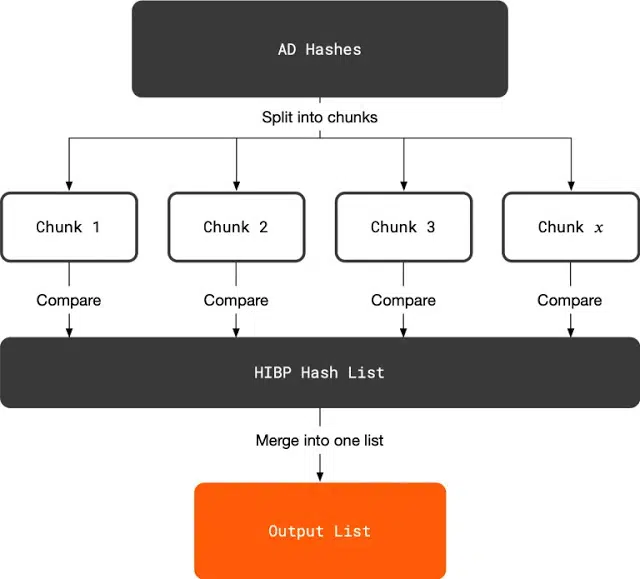 AD Hashes
Split into chunks
Chunk 1
Chunk 2
Chunk 3
Chunk x
Compare
Compare
Compare
Compare
HIBP Hash List
Merge into one list
Output List